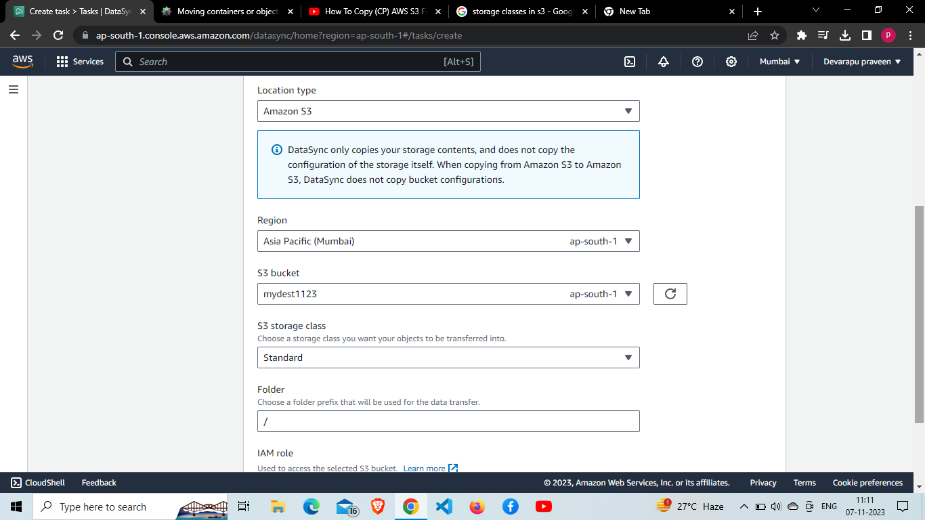 Create task > Tasks | DataSy
Moving containers or object
How To Copy (CP) AWS S3 F
storage classes in s3 - Goog
New Tab
ap-south-1.console.aws.amazon.com/datasync/home?region=ap-south-1#/tasks/create
P
aws
Services
Search
[Alt+S]
Mumbai
Devarapu praveen
Location type
Amazon S3
DataSync only copies your storage contents, and does not copy the
configuration of the storage itself. When copying from Amazon S3 to Amazon
S3, DataSync does not copy bucket configurations.
Region
Asia Pacific (Mumbai) ap-south-1
S3 bucket
mydest1123 ap-south-1
S3 storage class
Choose a storage class you want your objects to be transferred into.
Standard
Folder
Choose a folder prefix that will be used for the data transfer.
/
IAM role
Used to access the selected S3 bucket. Learn more
CloudShell Feedback © 2023, Amazon Web Services, Inc. or its affiliates. Privacy Terms Cookie preferences
Type here to search
16
1
27°C Haze
ENG
11:11
07-11-2023